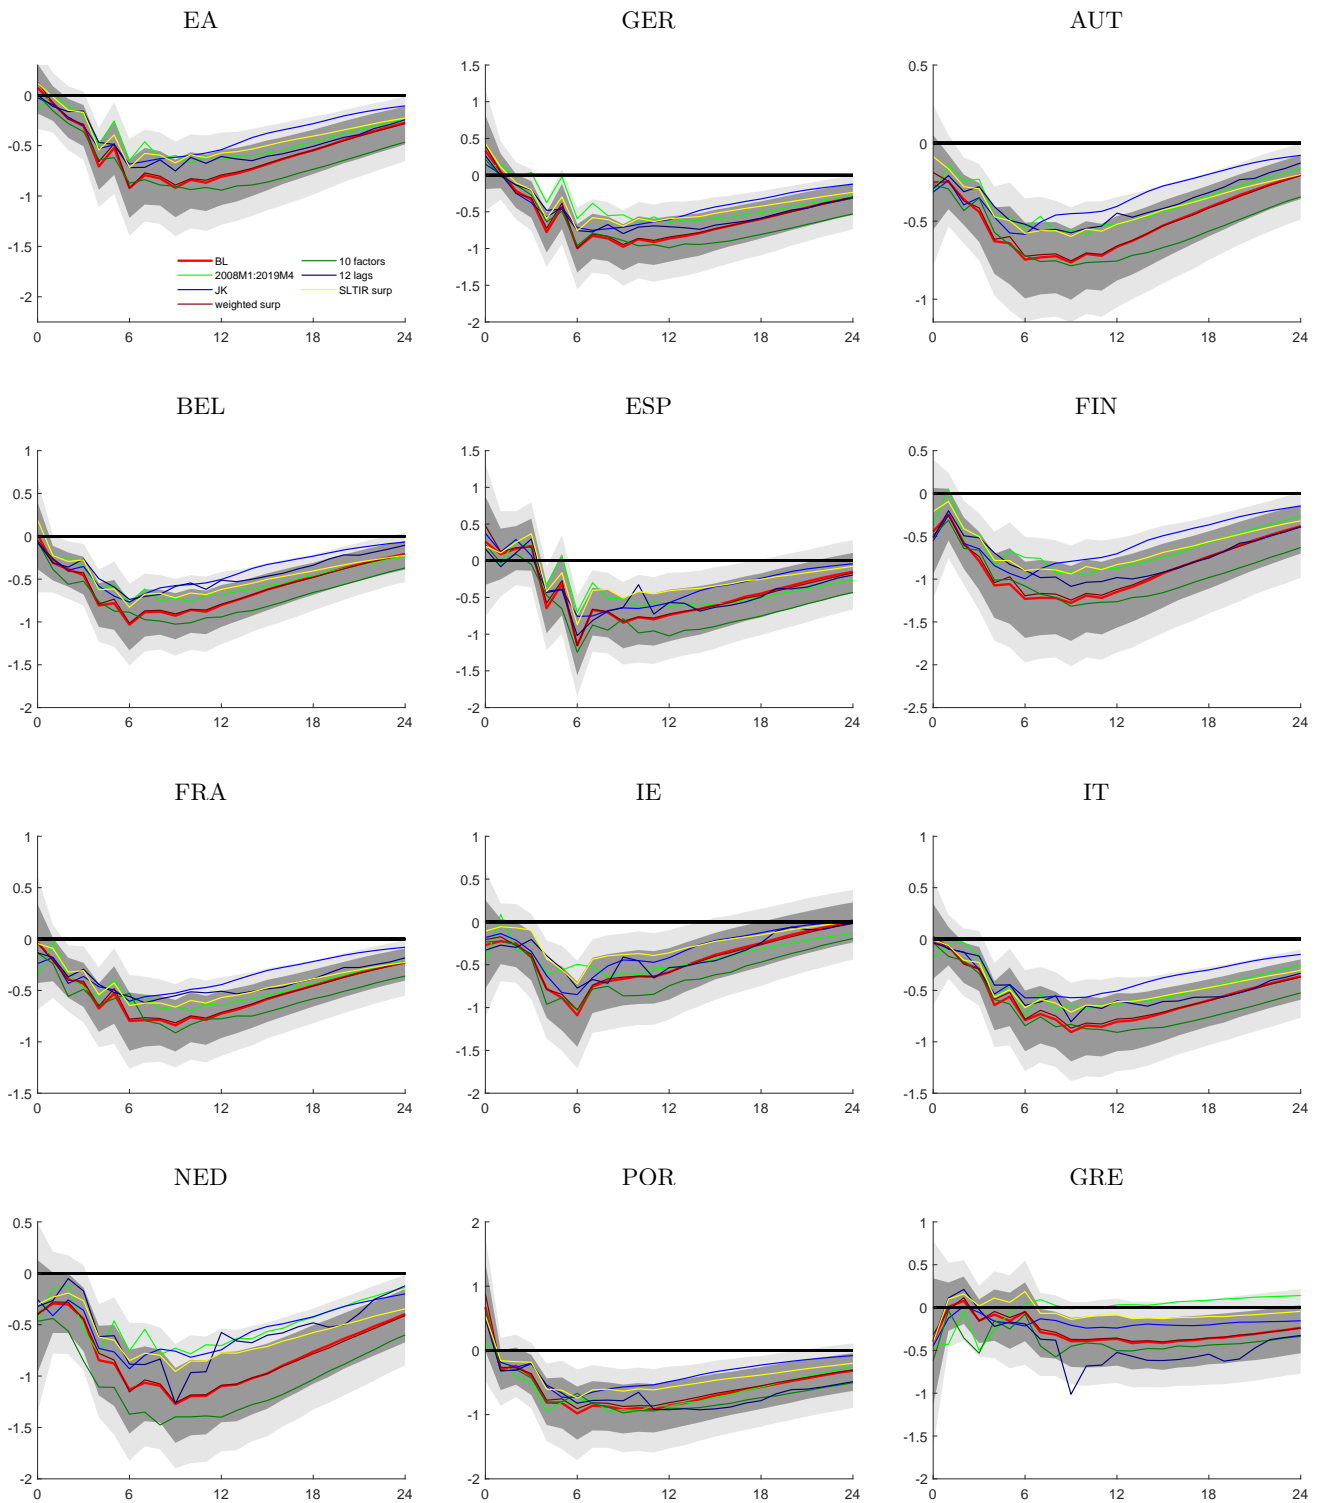 EA GER AUT
0 -0.5 -1 -1.5 -2
BL 10 factors
2008M1:2019M4 12 lags
JK SLTIR surp
weighted surp
0 6 12 18 24
1.5 1 0.5 0 -0.5 -1 -1.5 -2
0 6 12 18 24
0.5 0 -0.5 -1
0 6 12 18 24
BEL ESP FIN
1 0.5 0 -0.5 -1 -1.5 -2
0 6 12 18 24
1.5 1 0.5 0 -0.5 -1 -1.5 -2
0 6 12 18 24
0.5 0 -0.5 -1 -1.5 -2 -2.5
0 6 12 18 24
FRA IE IT
1 0.5 0 -0.5 -1 -1.5
0 6 12 18 24
1 0.5 0 -0.5 -1 -1.5 -2
0 6 12 18 24
1 0.5 0 -0.5 -1 -1.5
0 6 12 18 24
NED POR GRE
0.5 0 -0.5 -1 -1.5 -2
0 6 12 18 24
2 1 0 -1 -2
0 6 12 18 24
1 0.5 0 -0.5 -1 -1.5 -2
0 6 12 18 24